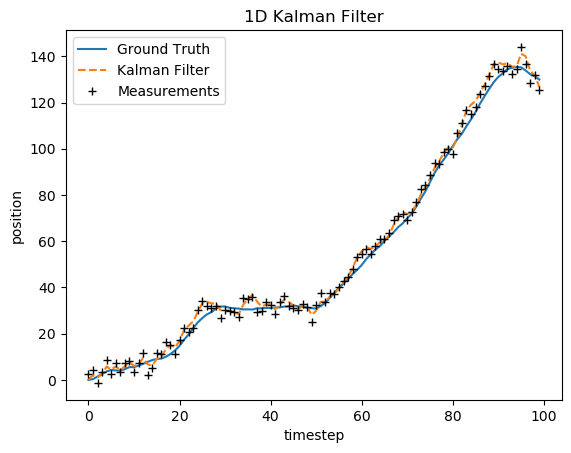 1D Kalman Filter
Ground Truth
Kalman Filter
Measurements
140
120
100
80
60
40
20
0
position
0 20 40 60 80 100
timestep